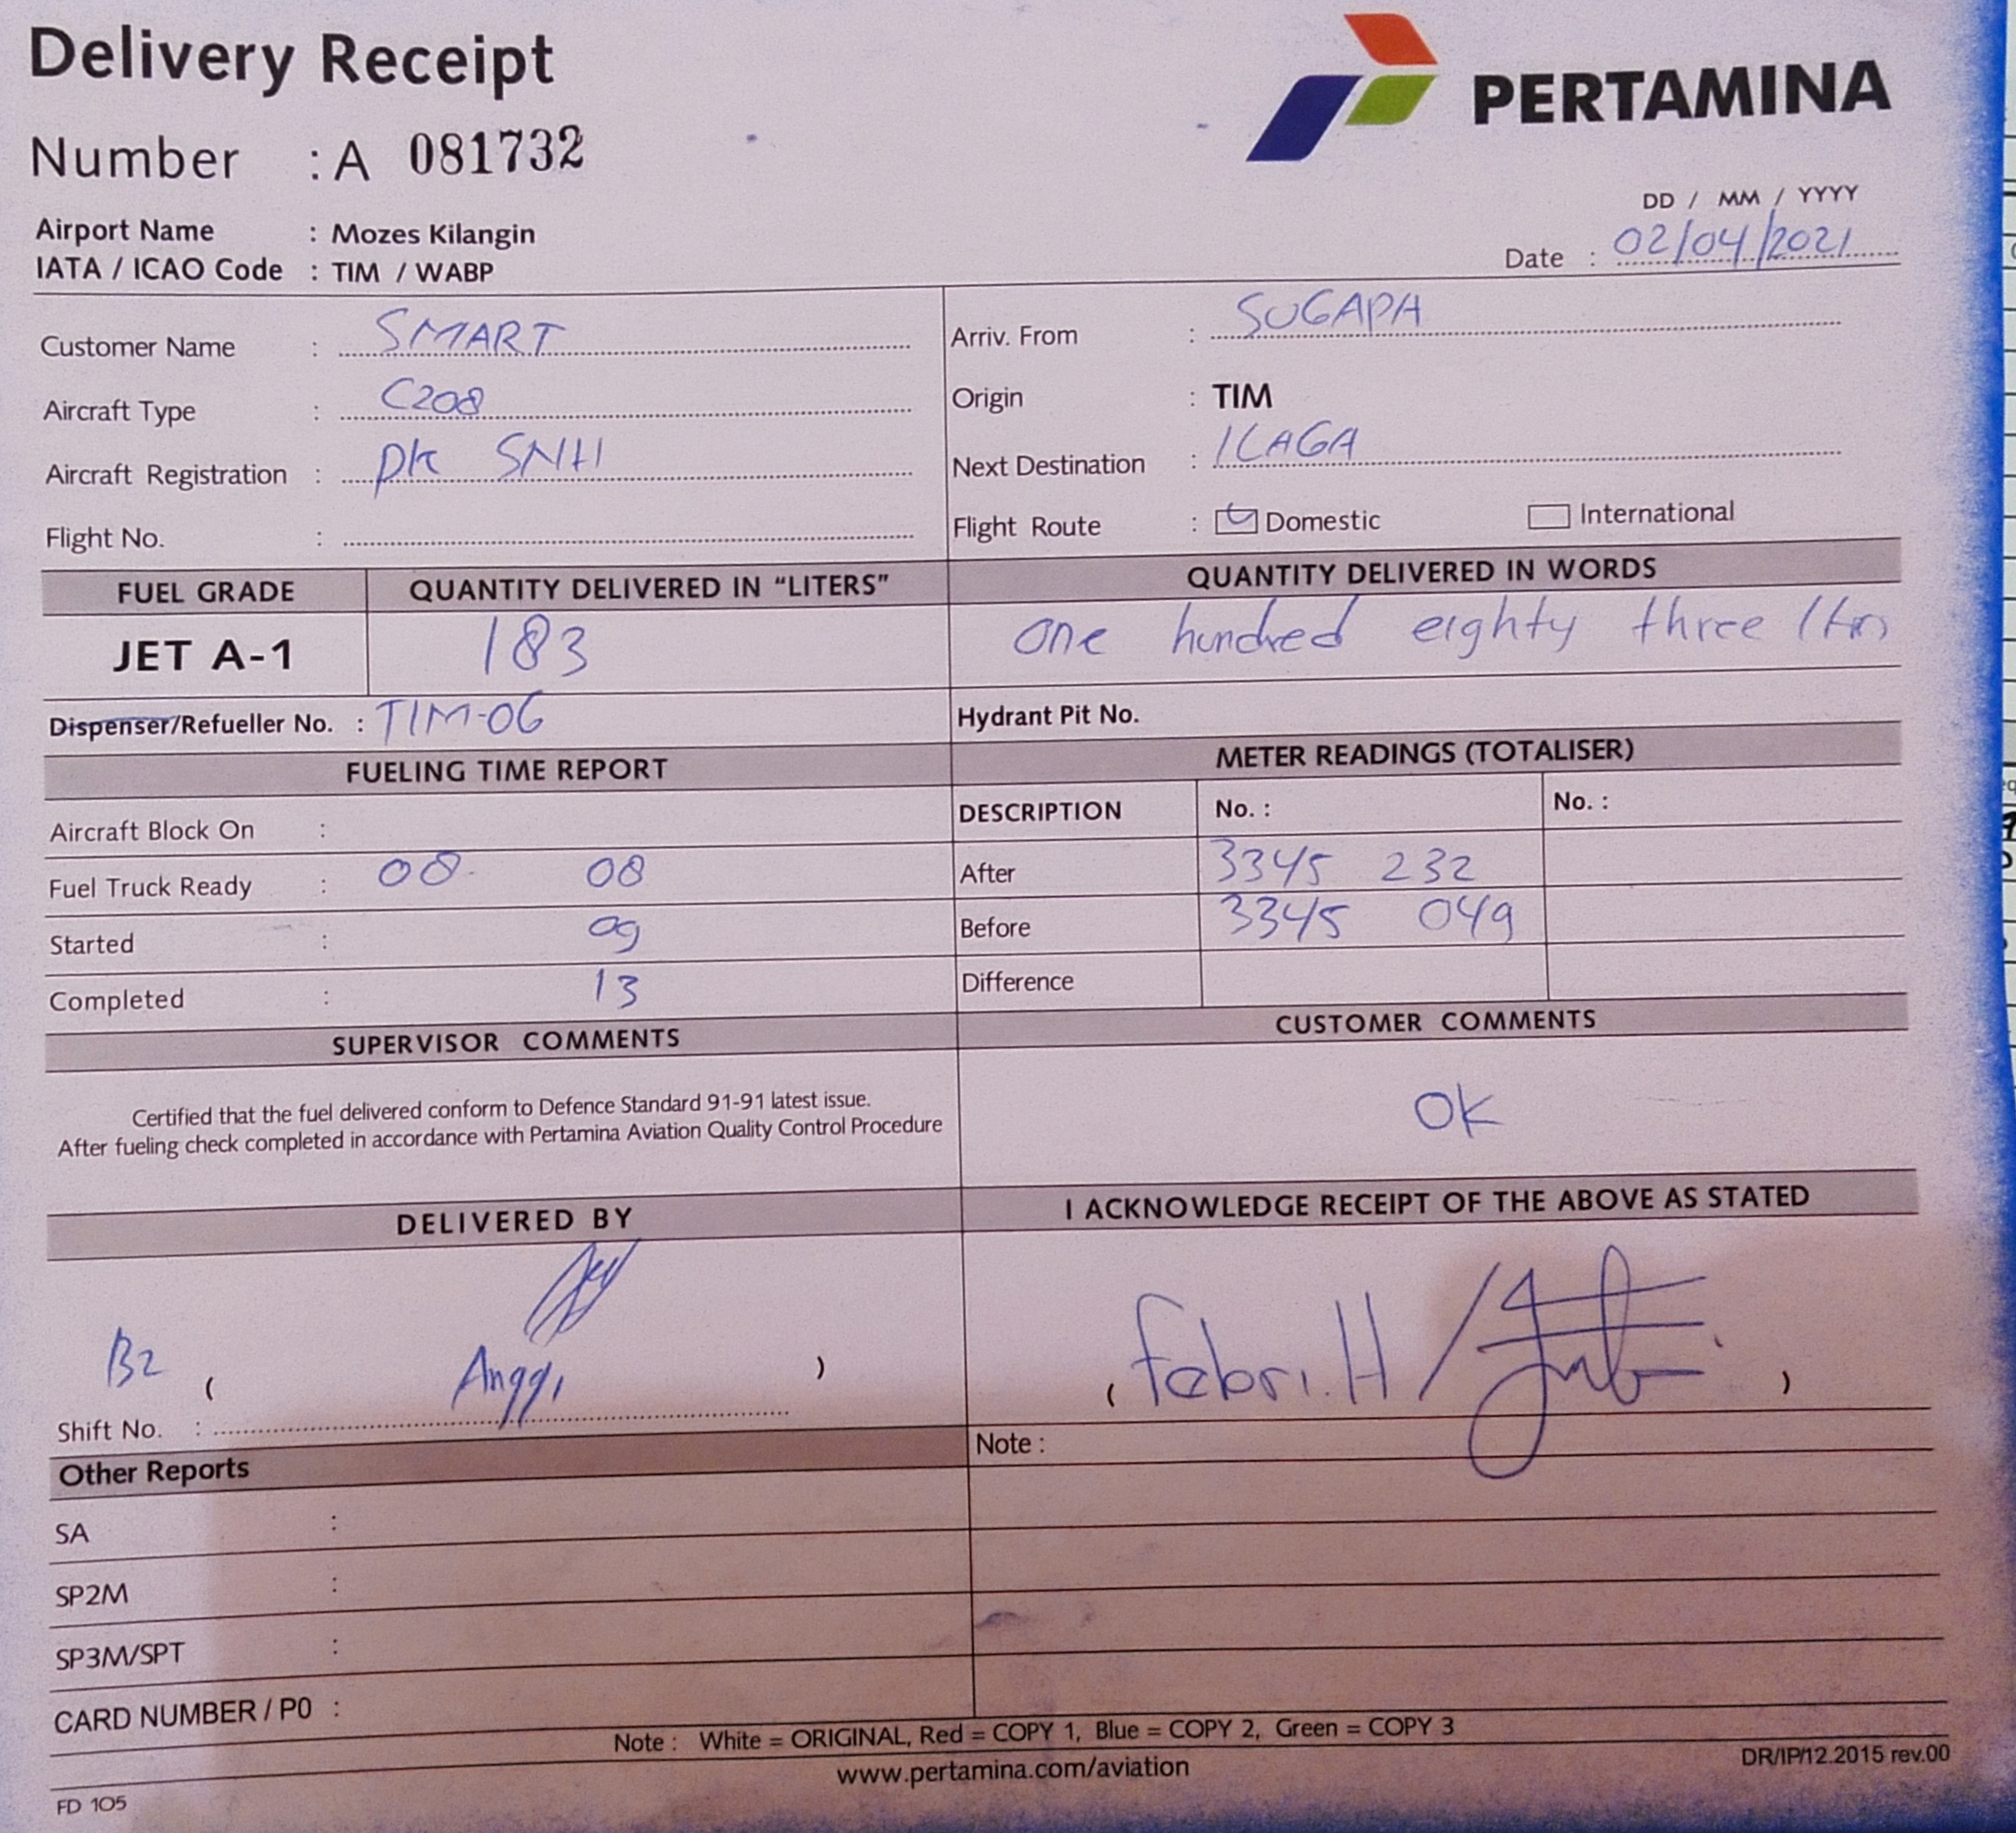 Delivery Receipt
PERTAMINA
Number : A 081732
DD / MM / YYYY
Airport Name : Mozes Kilangin
Date : 02/04/2021
IATA / ICAO Code : TIM / WABP
Customer Name : SMART
Arriv. From : SUGAPA
Aircraft Type : C208
Origin : TIM
Aircraft Registration : PK SNH
Next Destination : ILAGA
Flight No. :
Flight Route : Domestic International
FUEL GRADE QUANTITY DELIVERED IN "LITERS" QUANTITY DELIVERED IN WORDS
JET A-1 183 one hundred eighty three ltrs
Dispenser/Refueller No. : TIM-06 Hydrant Pit No.
FUELING TIME REPORT METER READINGS (TOTALISER)
Aircraft Block On : DESCRIPTION No. : No. :
Fuel Truck Ready : 08 08 After 3345 232
Started : 09 Before 3345 049
Completed : 13 Difference
SUPERVISOR COMMENTS CUSTOMER COMMENTS
Certified that the fuel delivered conform to Defence Standard 91-91 latest issue.
After fueling check completed in accordance with Pertamina Aviation Quality Control Procedure
OK
DELIVERED BY I ACKNOWLEDGE RECEIPT OF THE ABOVE AS STATED
B2 ( Anggi ) ( Febri.H / )
Shift No. :
Other Reports Note :
SA :
SP2M :
SP3M/SPT :
CARD NUMBER / P0 :
Note : White = ORIGINAL, Red = COPY 1, Blue = COPY 2, Green = COPY 3
www.pertamina.com/aviation
DR/IP/12.2015 rev.00
FD 105